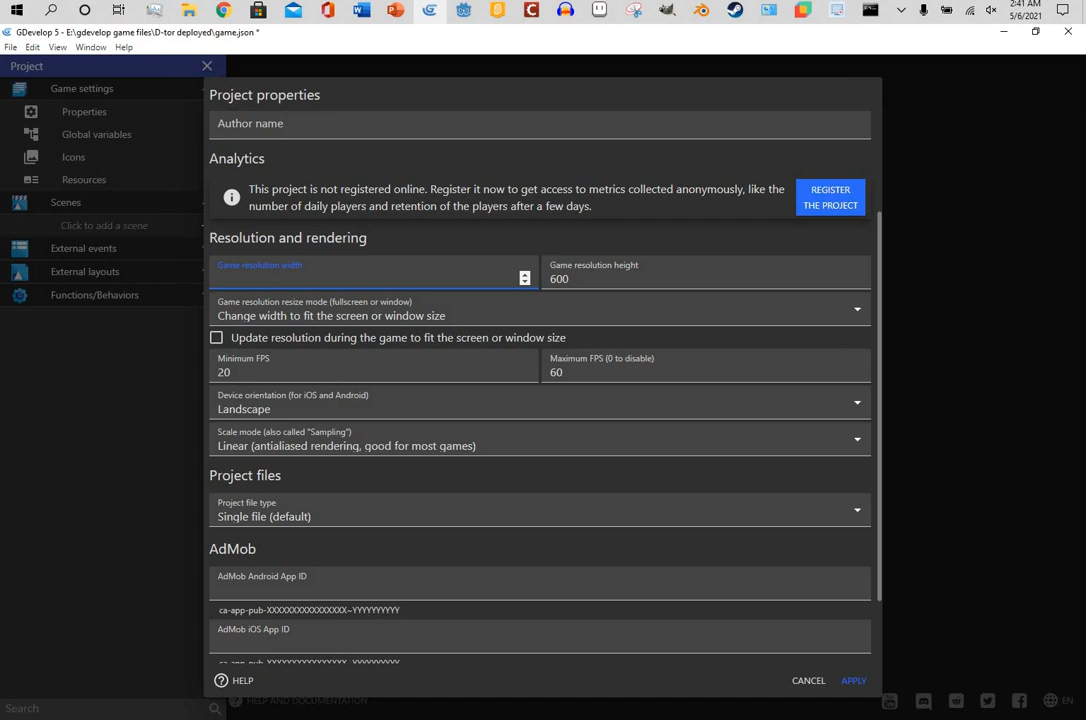 2:41 AM
5/6/2021
GDevelop 5 - E:\gdevelop game files\D-tor deployed\game.json *
File Edit View Window Help
Project
Game settings
Properties
Global variables
Icons
Resources
Scenes
Click to add a scene
External events
External layouts
Functions/Behaviors
Search
Project properties
Author name
Analytics
This project is not registered online. Register it now to get access to metrics collected anonymously, like the
number of daily players and retention of the players after a few days.
REGISTER
THE PROJECT
Resolution and rendering
Game resolution width
Game resolution height
600
Game resolution resize mode (fullscreen or window)
Change width to fit the screen or window size
Update resolution during the game to fit the screen or window size
Minimum FPS
20
Maximum FPS (0 to disable)
60
Device orientation (for iOS and Android)
Landscape
Scale mode (also called "Sampling")
Linear (antialiased rendering, good for most games)
Project files
Project file type
Single file (default)
AdMob
AdMob Android App ID
ca-app-pub-XXXXXXXXXXXXXXXX~YYYYYYYYYY
AdMob iOS App ID
HELP
CANCEL APPLY
HELP AND DOCUMENTATION
EN